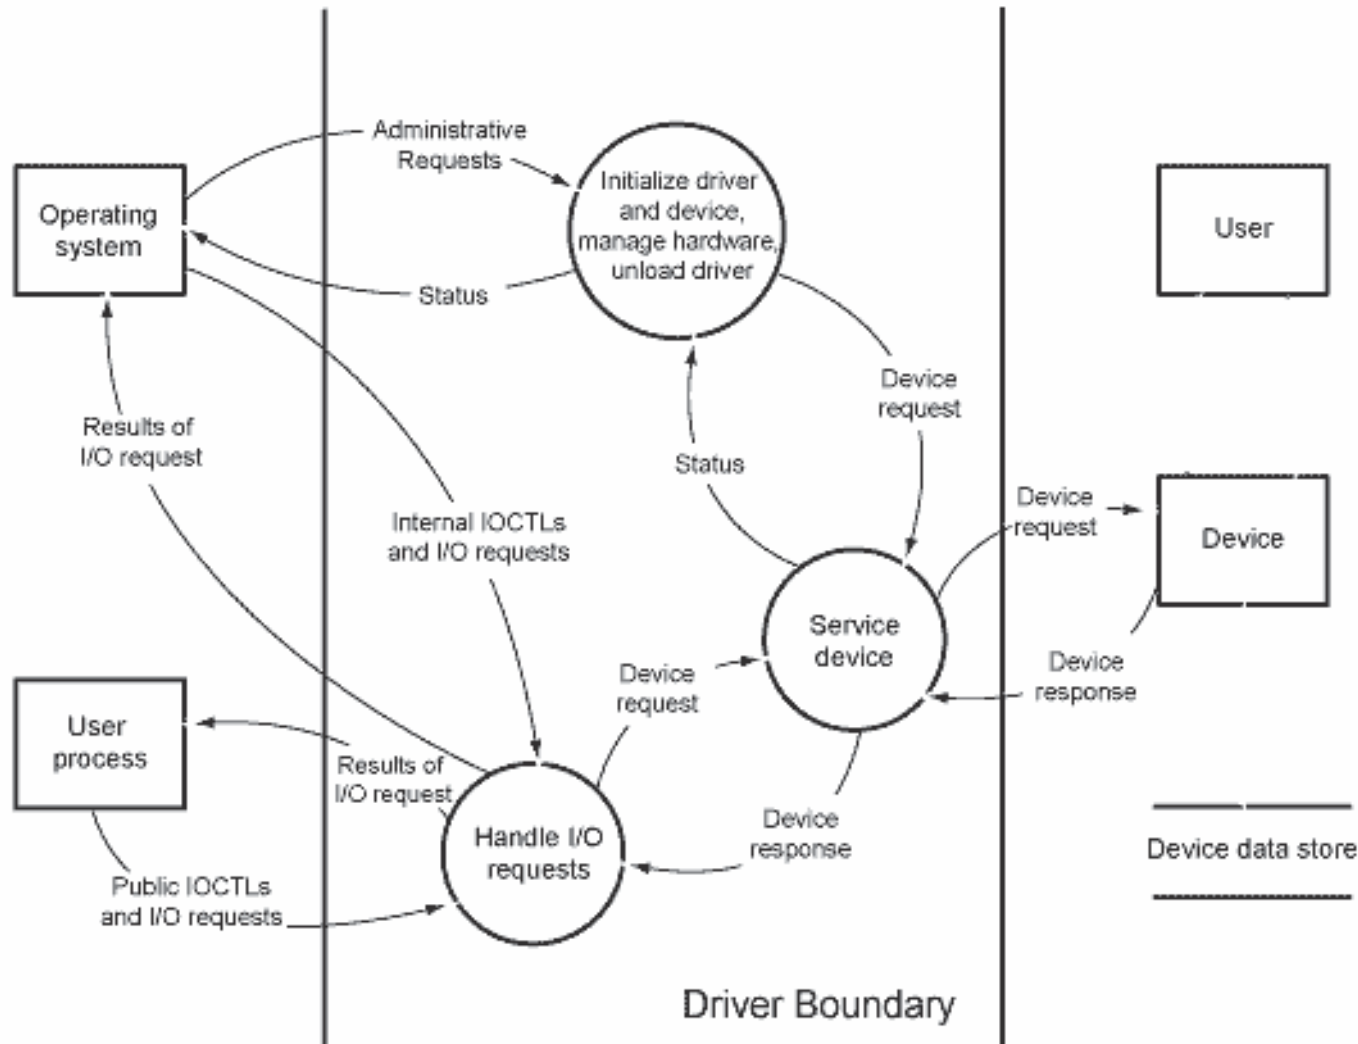 Administrative
Requests
Operating
system
Initialize driver
and device,
manage hardware,
unload driver
User
Status
Device
request
Results of
I/O request
Status
Internal IOCTLs
and I/O requests
Device
request
Device
Service
device
Device
request
Device
response
User
process
Results of
I/O request
Handle I/O
requests
Device
response
Device data store
Public IOCTLs
and I/O requests
Driver Boundary